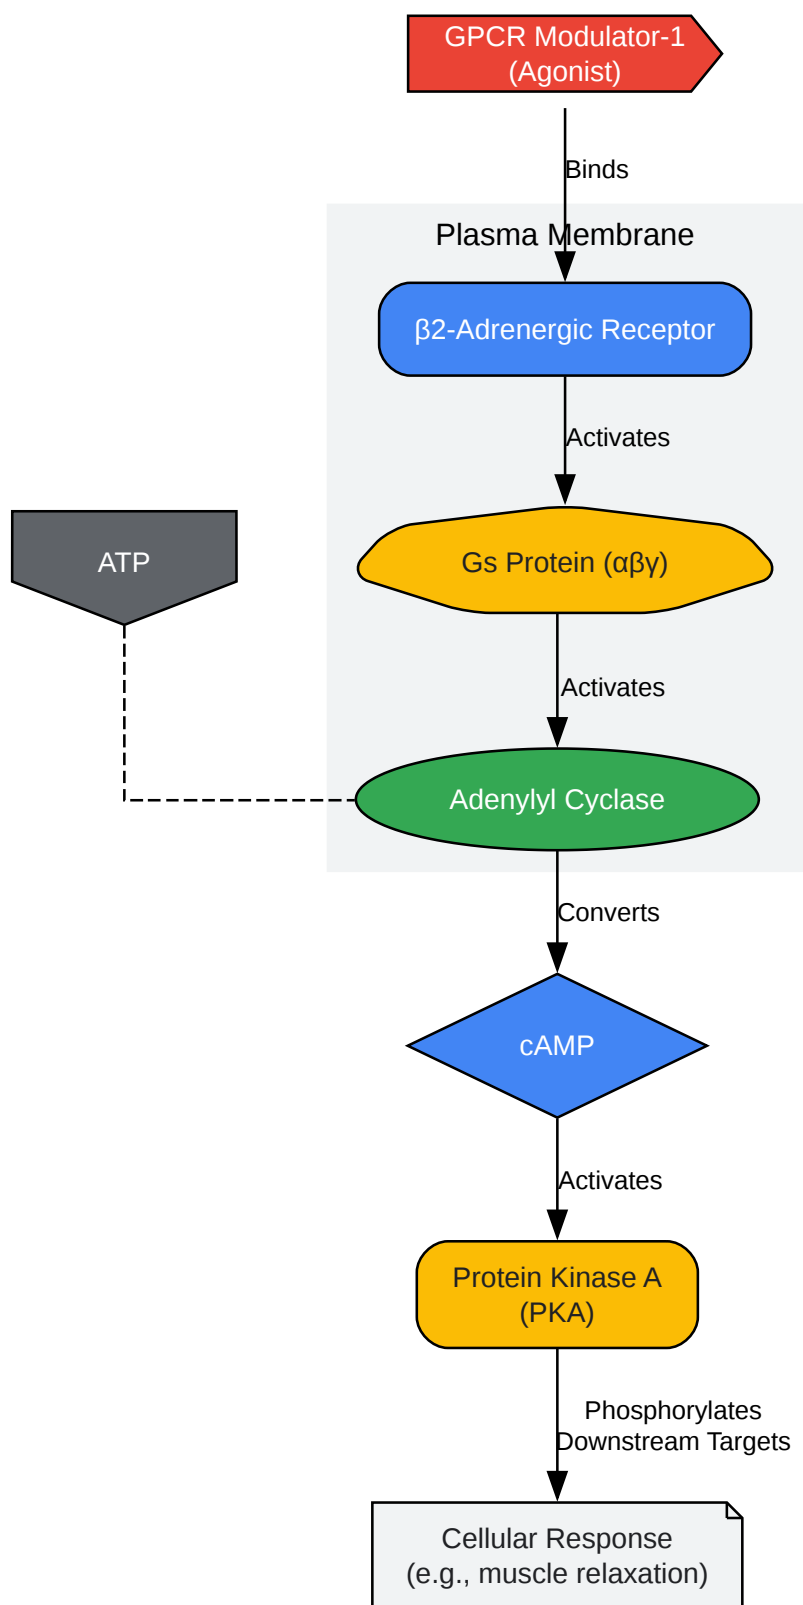 GPCR Modulator-1
(Agonist)
Binds
Plasma Membrane
β2-Adrenergic Receptor
Activates
ATP
Gs Protein (αβγ)
Activates
Adenylyl Cyclase
Converts
cAMP
Activates
Protein Kinase A
(PKA)
Phosphorylates
Downstream Targets
Cellular Response
(e.g., muscle relaxation)